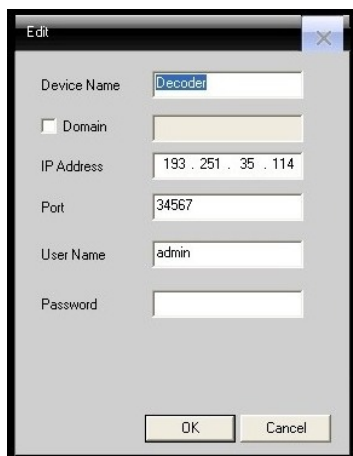 Edit
Device Name Decoder
Domain
IP Address 193 . 251 . 35 . 114
Port 34567
User Name admin
Password
OK Cancel